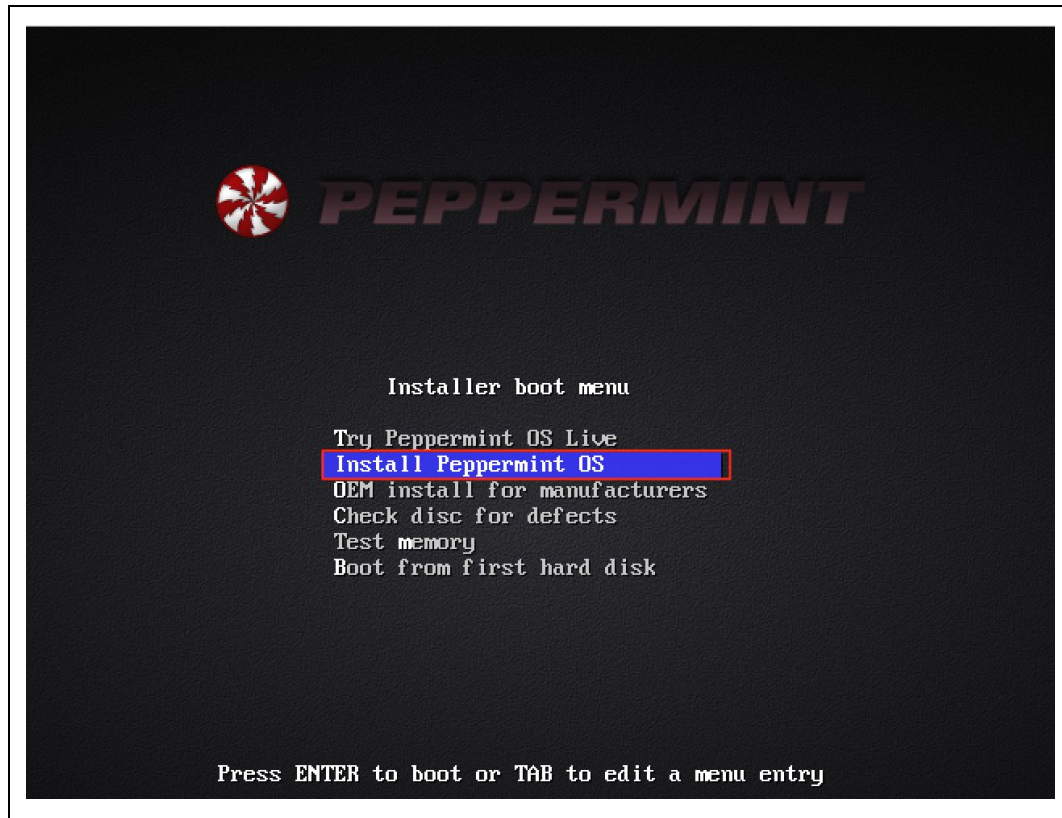 PEPPERMINT
Installer boot menu
Try Peppermint OS Live
Install Peppermint OS
OEM install for manufacturers
Check disc for defects
Test memory
Boot from first hard disk
Press ENTER to boot or TAB to edit a menu entry